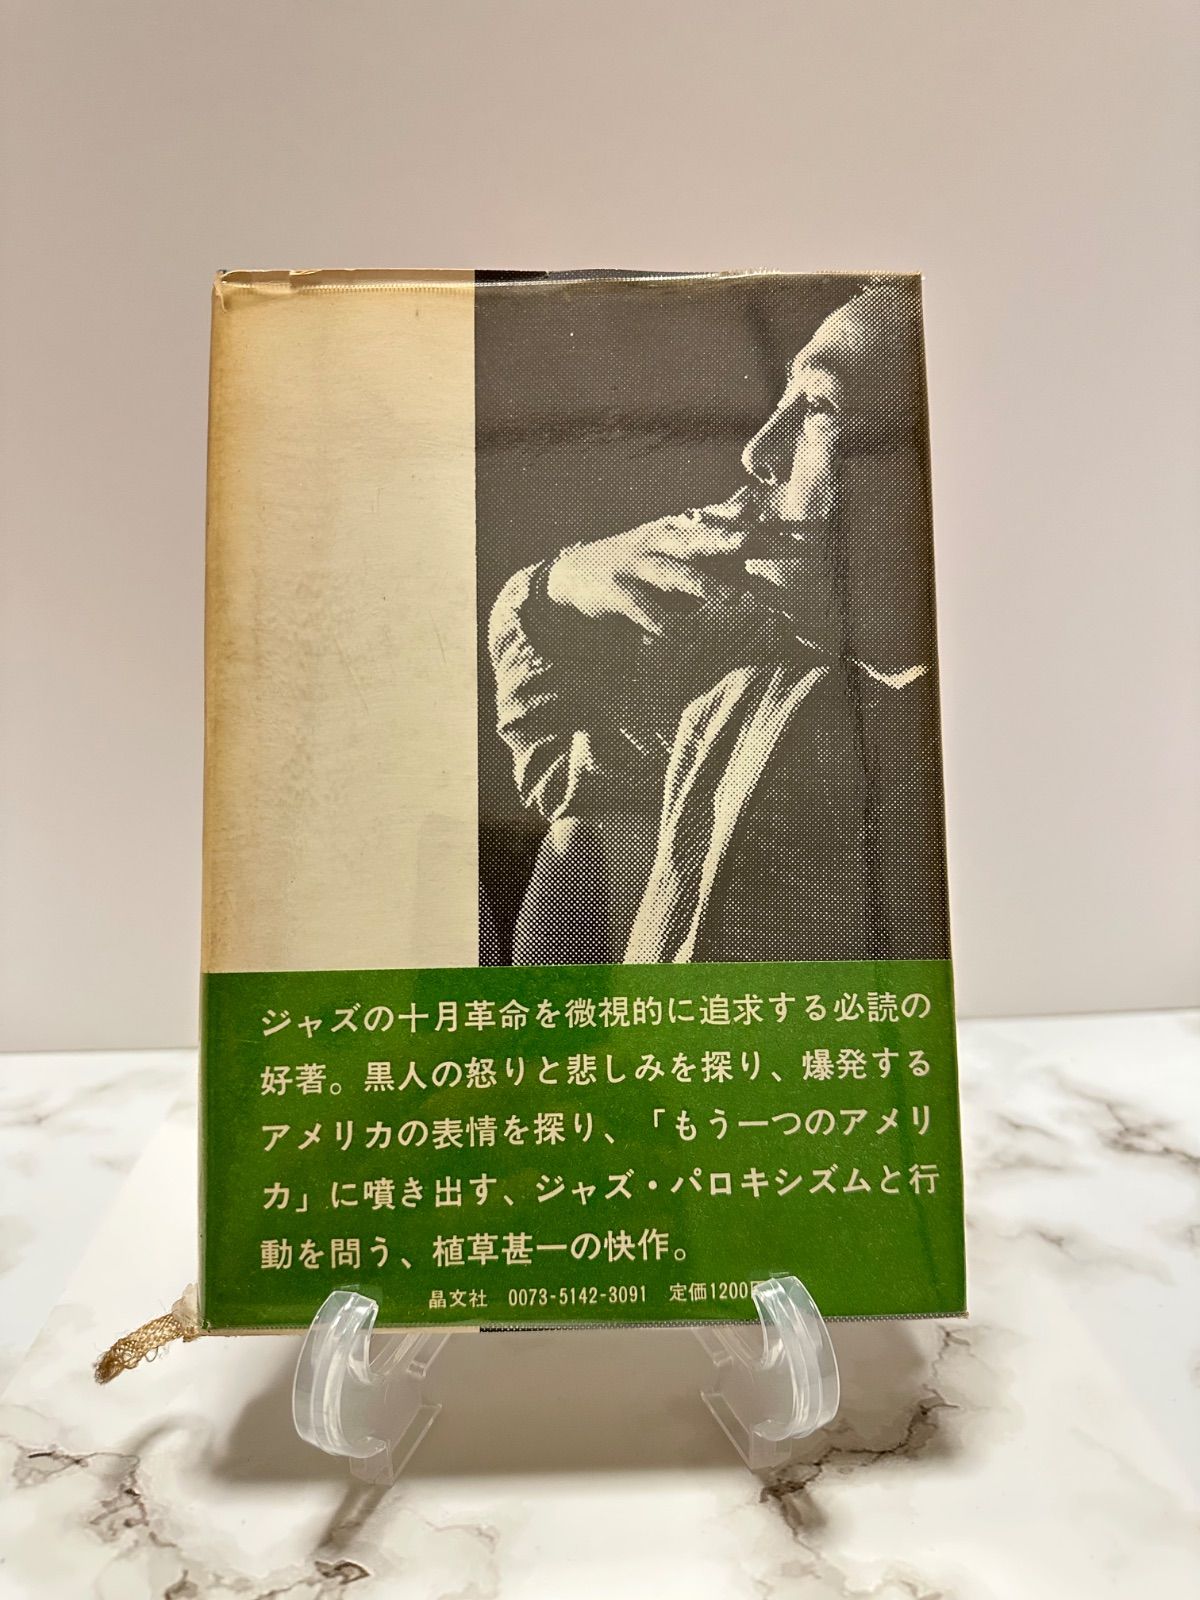 ジャズの十月革命を微視的に追求する必読の
好著。黒人の怒りと悲しみを探り、爆発する
アメリカの表情を探り、「もう一つのアメリ
カ」に噴き出す、ジャズ・パロキシズムと行
動を問う、植草甚一の快作。
晶文社 0073-5142-3091 定価1200円